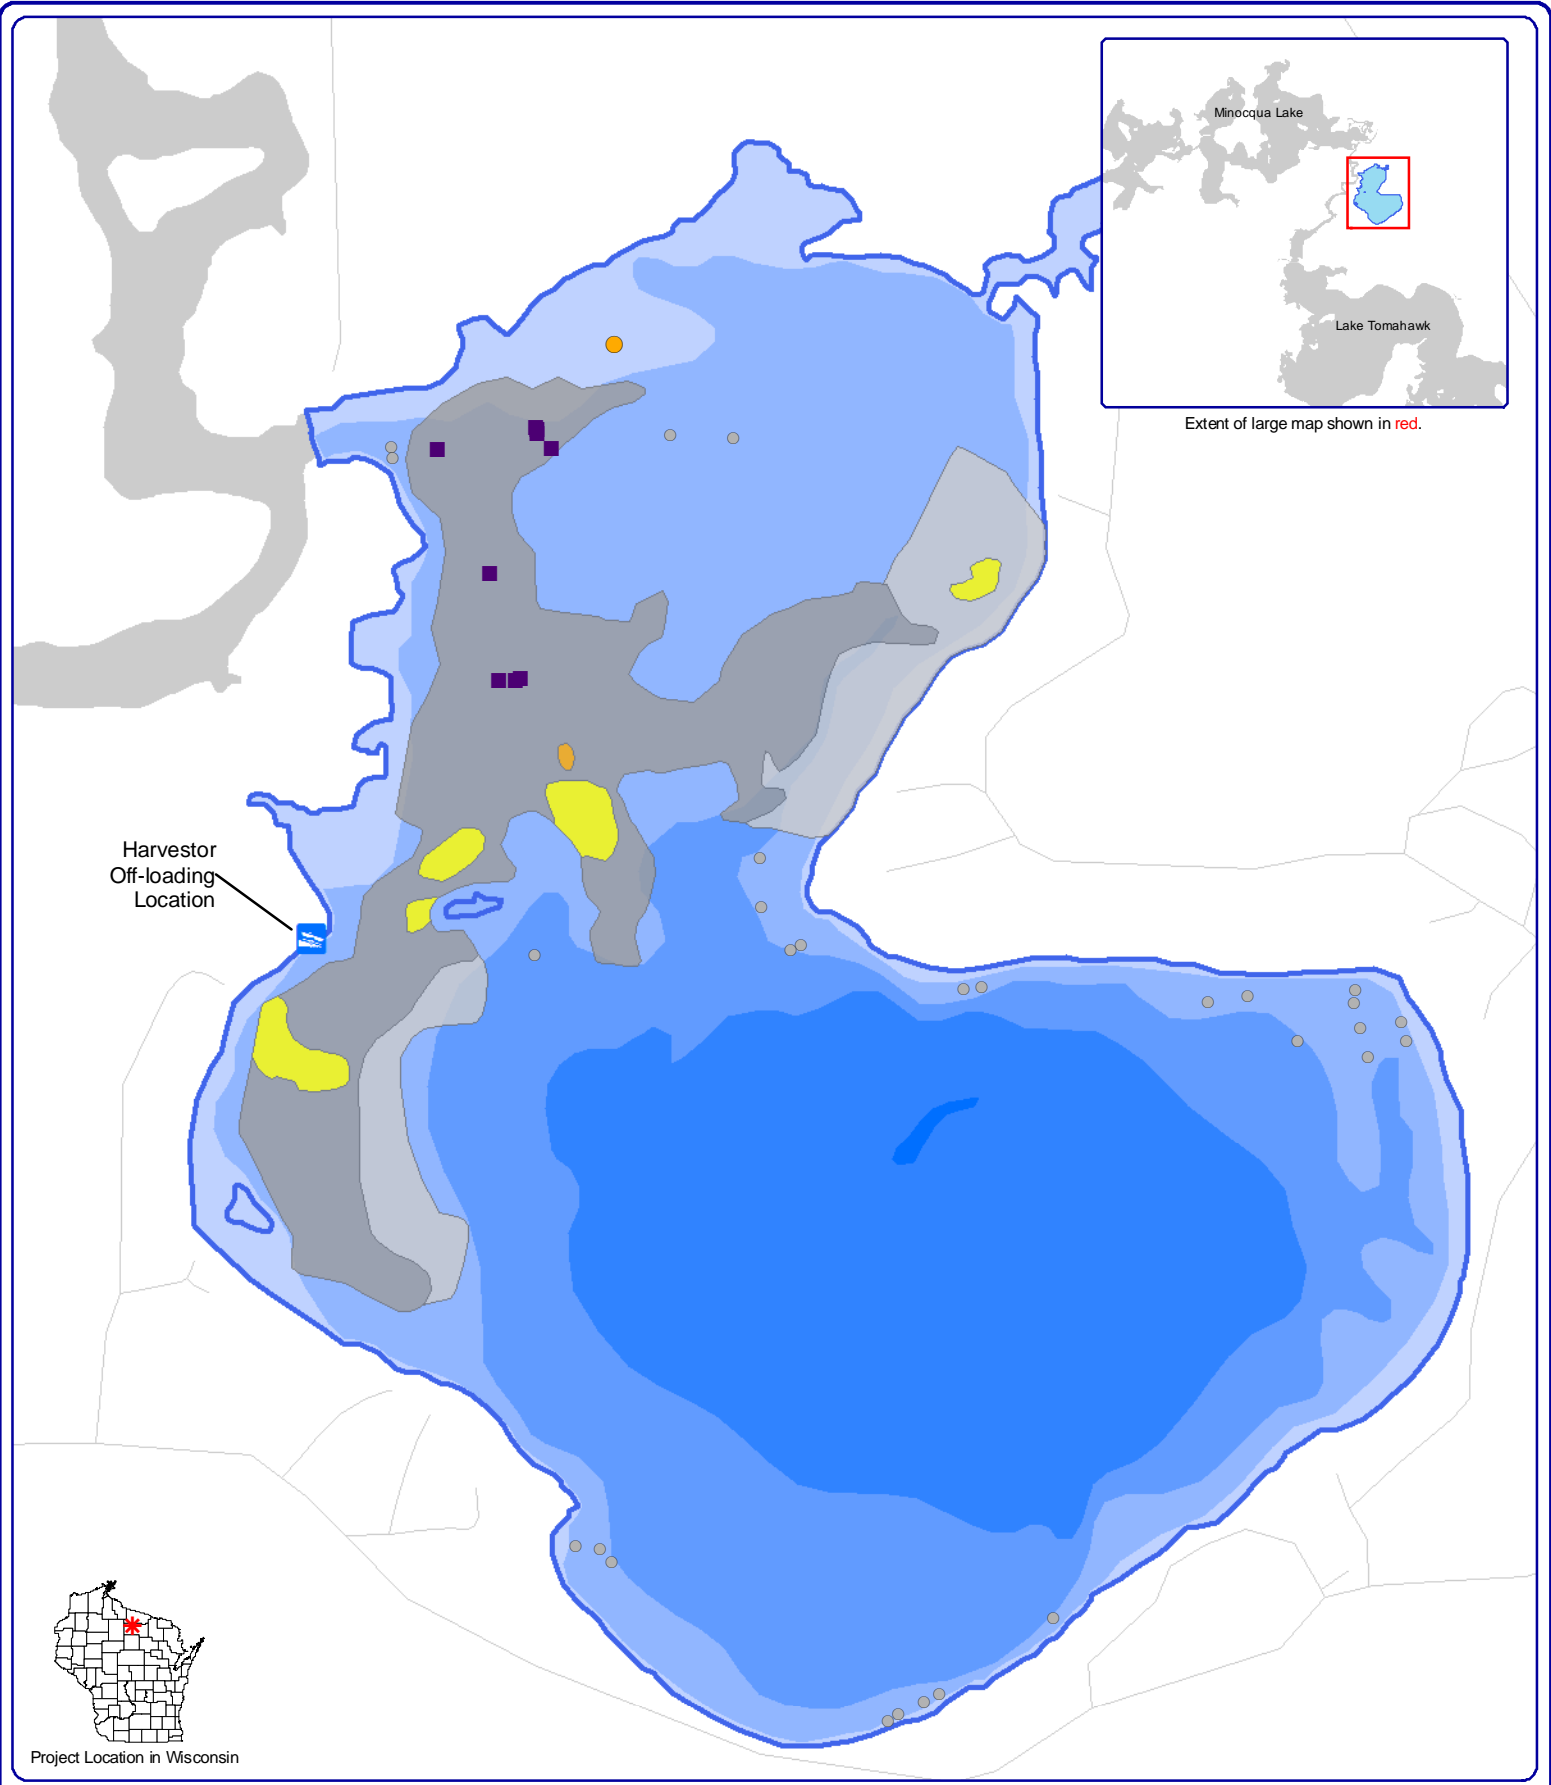 Minocqua Lake
Lake Tomahawk
Extent of large map shown in red.
Harvestor
Off-loading
Location
Project Location in Wisconsin